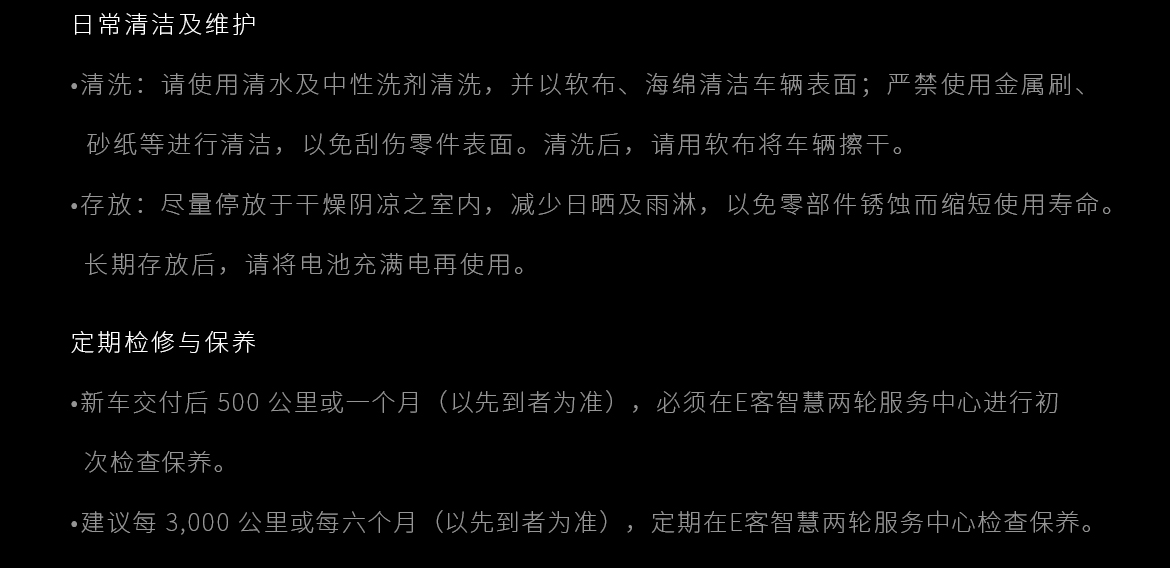 日常清洁及维护
•清洗：请使用清水及中性洗剂清洗，并以软布、海绵清洁车辆表面；严禁使用金属刷、
砂纸等进行清洁，以免刮伤零件表面。清洗后，请用软布将车辆擦干。
•存放：尽量停放于干燥阴凉之室内，减少日晒及雨淋，以免零部件锈蚀而缩短使用寿命。
长期存放后，请将电池充满电再使用。
定期检修与保养
•新车交付后 500 公里或一个月（以先到者为准），必须在E客智慧两轮服务中心进行初
次检查保养。
•建议每 3,000 公里或每六个月（以先到者为准），定期在E客智慧两轮服务中心检查保养。